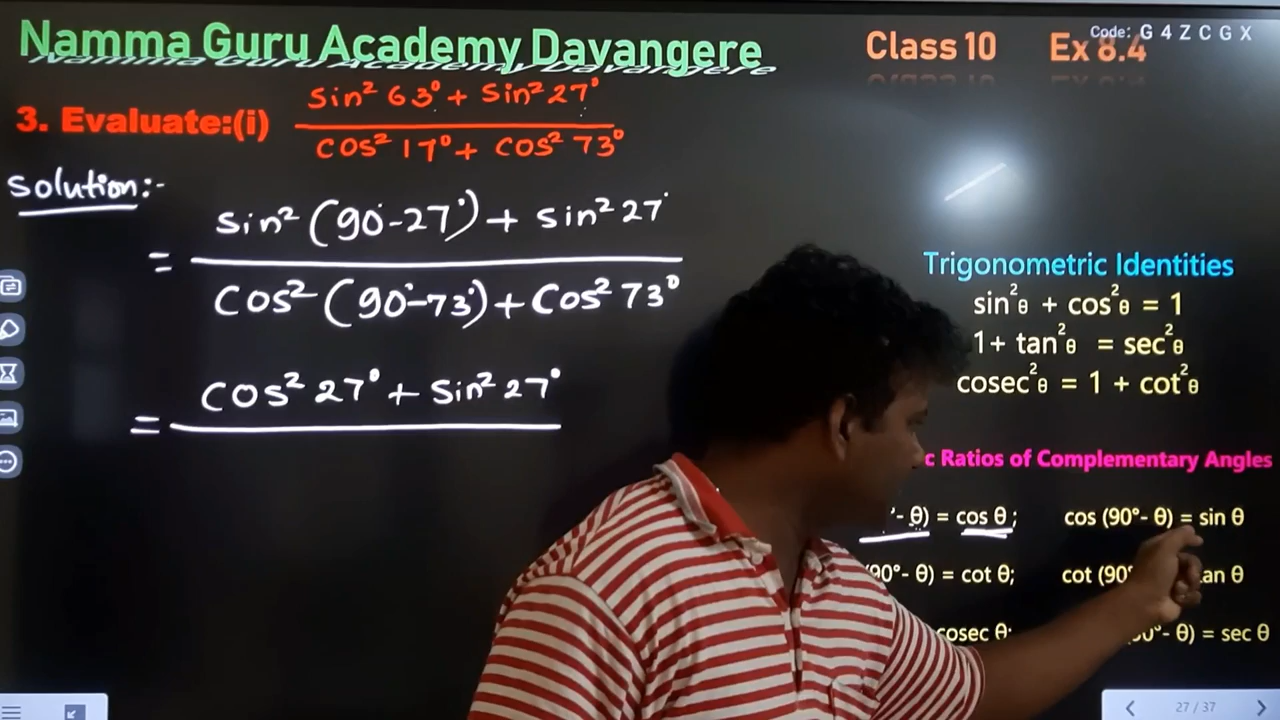 Namma Guru Academy Davangere
Class 10 Ex 8.4
Code: G 4 Z C G X
3. Evaluate:(i) sin² 63° + sin² 27°
cos² 17° + cos² 73°
Solution:-
= sin² (90°-27°) + sin² 27°
cos² (90°-73°) + cos² 73°
= cos² 27° + sin² 27°
Trigonometric Identities
sin²θ + cos²θ = 1
1+ tan²θ = sec²θ
cosec²θ = 1 + cot²θ
c Ratios of Complementary Angles
- θ) = cos θ; cos (90°- θ) = sin θ
90°- θ) = cot θ; cot (90° an θ
cosec θ; - θ) = sec θ
27 / 37